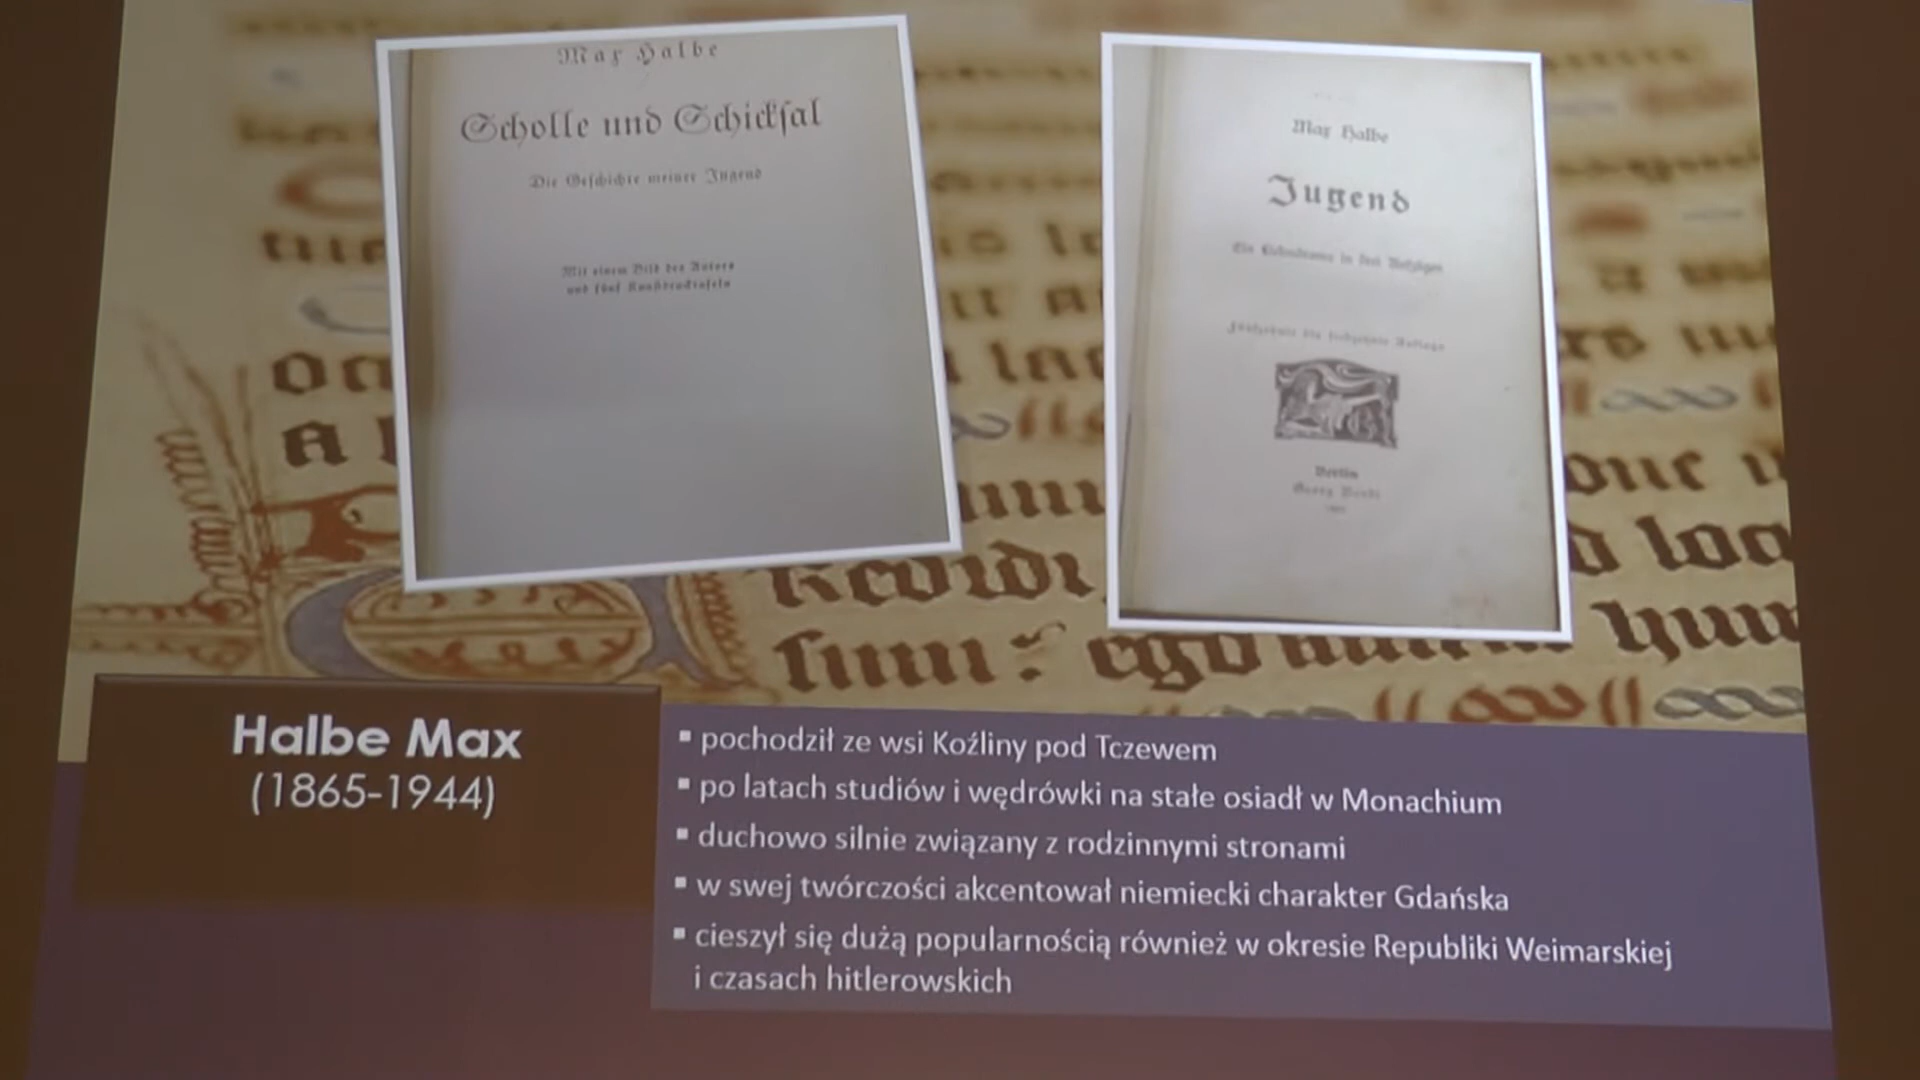 Max Halbe
Scholle und Schicksal
Die Geschichte meiner Jugend
Mit einem Bild des Autors
und fünf Kunstdrucktafeln
Max Halbe
Jugend
Ein Liebesdrama in drei Aufzügen
Auflage
Berlin
Georg Bondi
Halbe Max
(1865-1944)
▪ pochodził ze wsi Koźliny pod Tczewem
▪ po latach studiów i wędrówki na stałe osiadł w Monachium
▪ duchowo silnie związany z rodzinnymi stronami
▪ w swej twórczości akcentował niemiecki charakter Gdańska
▪ cieszył się dużą popularnością również w okresie Republiki Weimarskiej
i czasach hitlerowskich